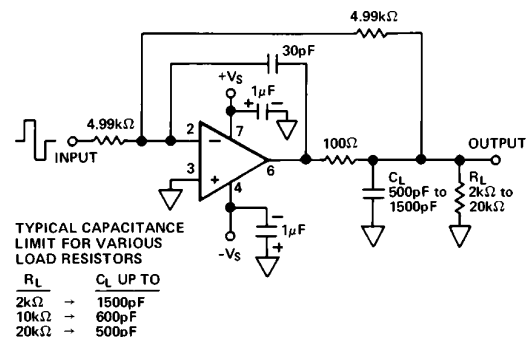 4.99kΩ
30pF
+VS
1μF
+ −
4.99kΩ
7
2
−
INPUT
6
100Ω
OUTPUT
3
+
4
CL
500pF to
1500pF
RL
2kΩ to
20kΩ
−
1μF
+
-VS
TYPICAL CAPACITANCE
LIMIT FOR VARIOUS
LOAD RESISTORS
RL CL UP TO
2kΩ → 1500pF
10kΩ → 600pF
20kΩ → 500pF